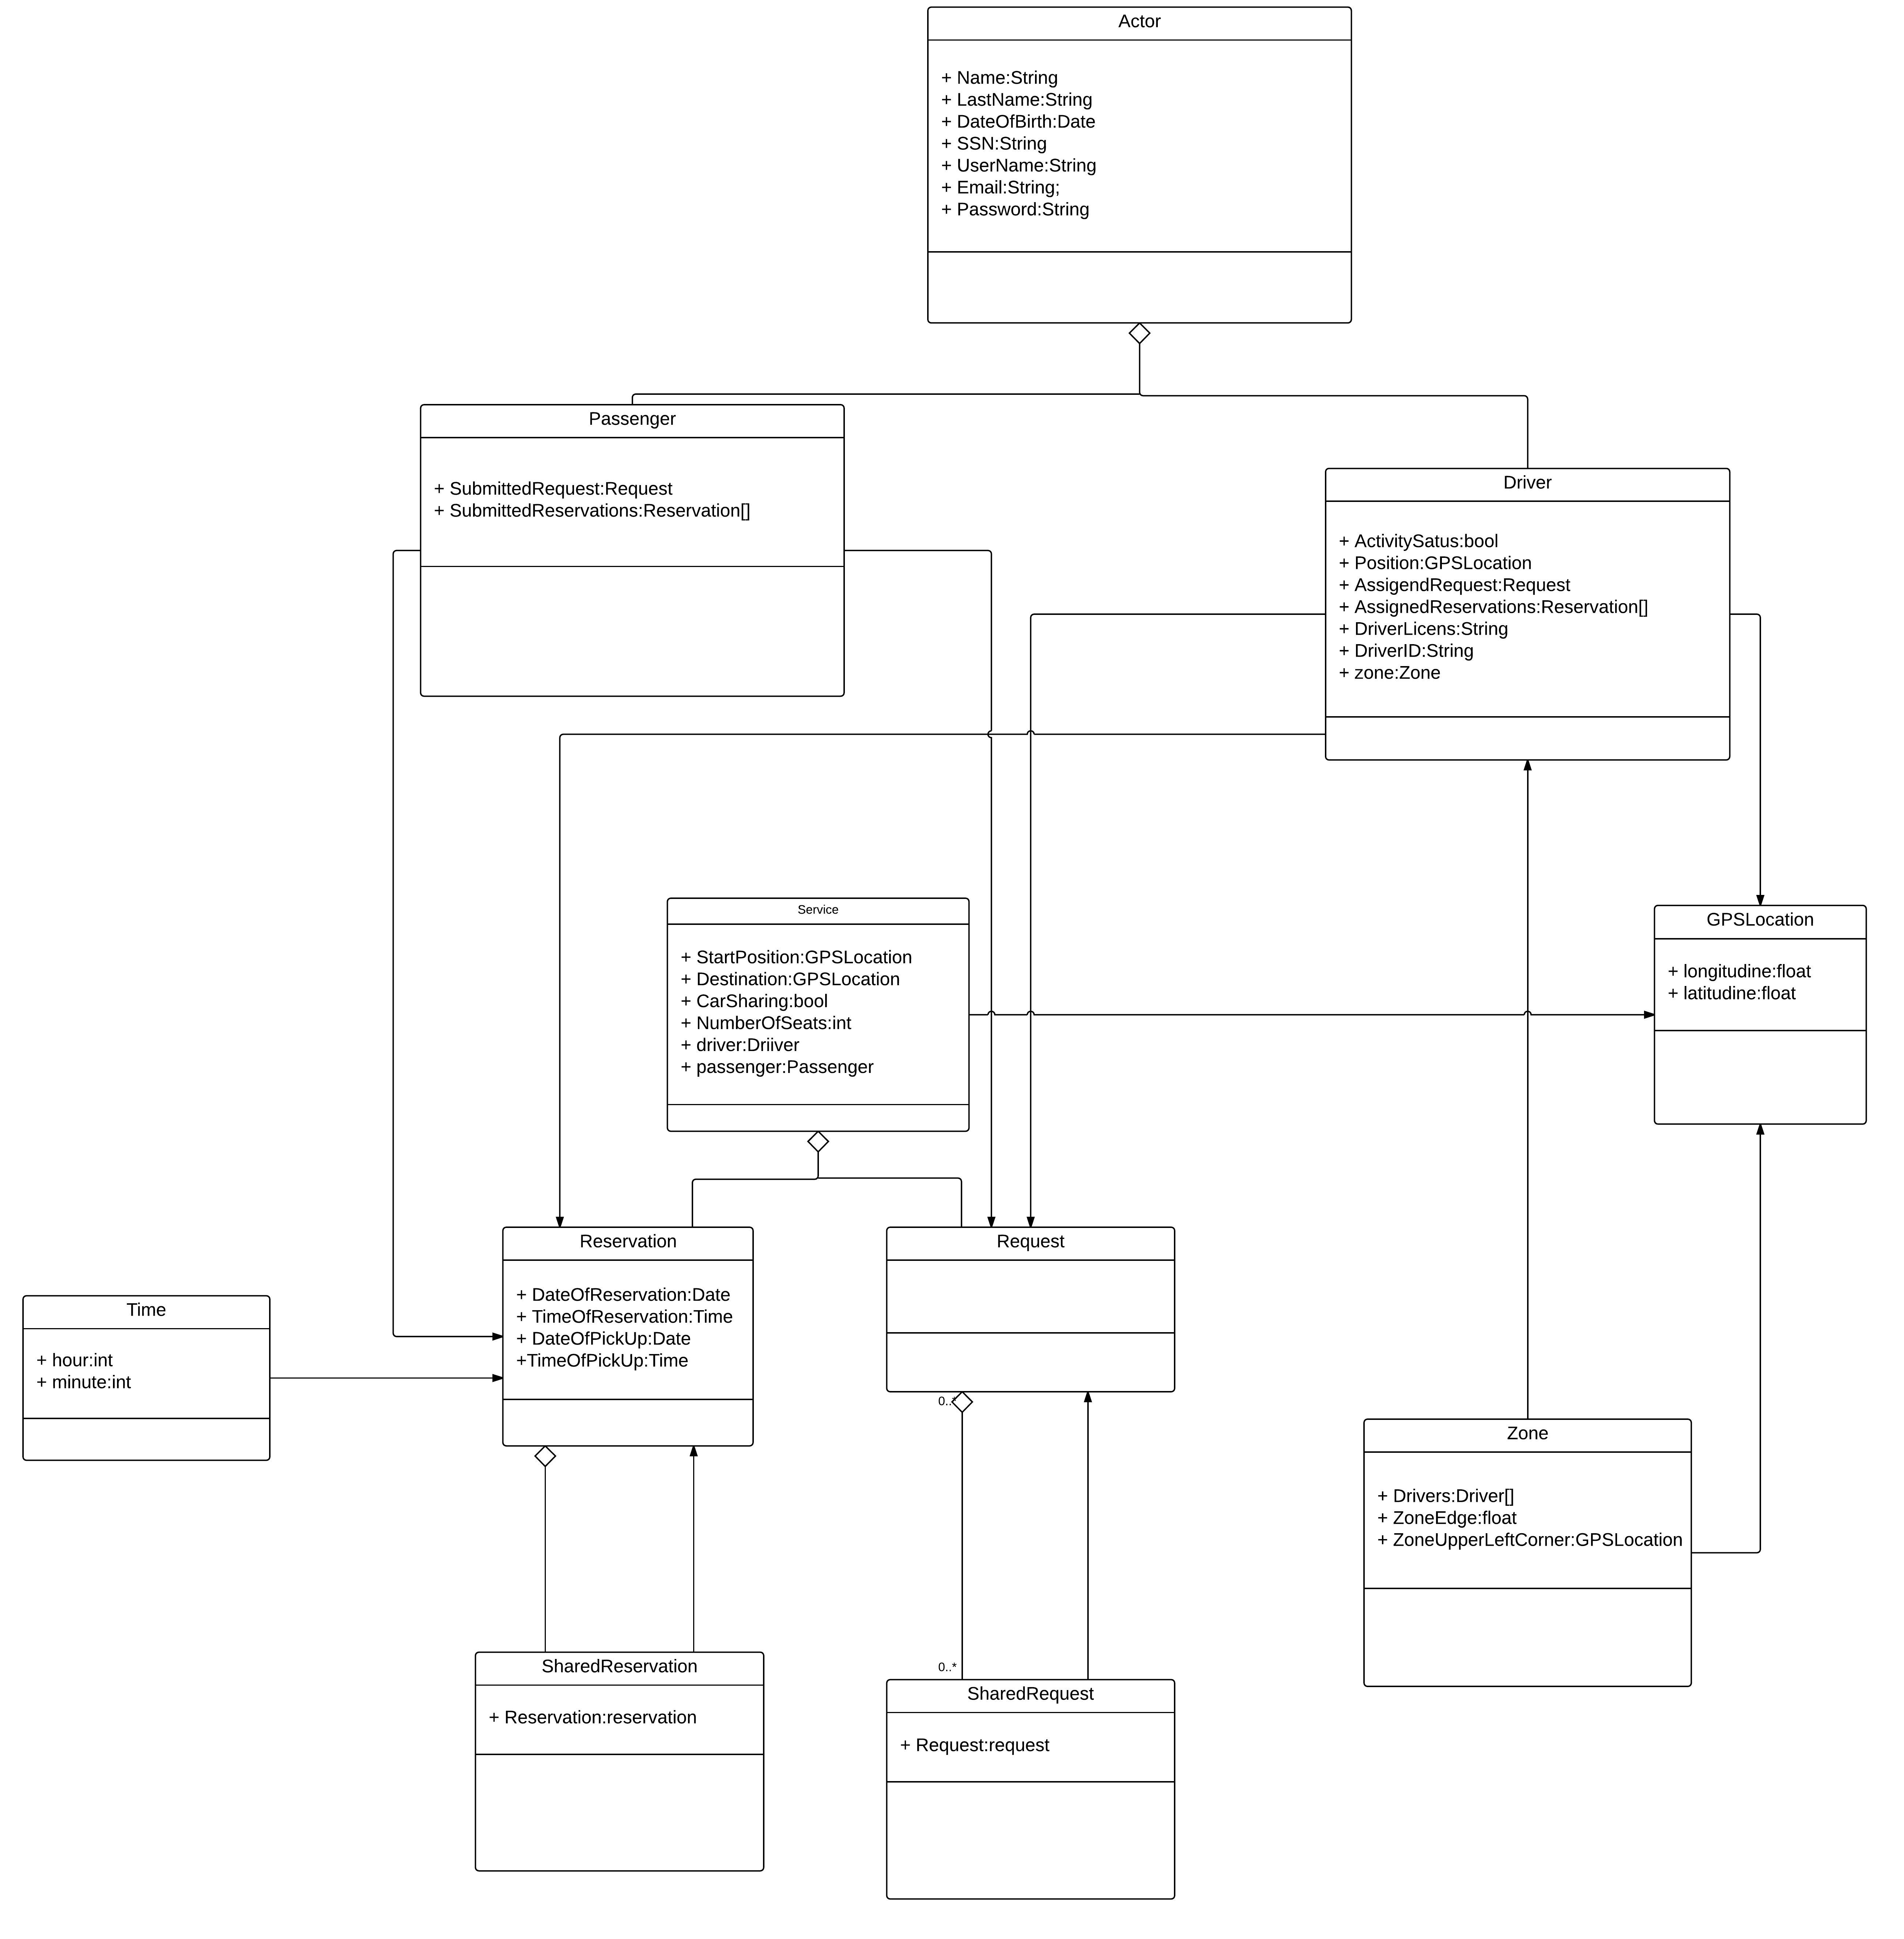 Actor
+ Name:String
+ LastName:String
+ DateOfBirth:Date
+ SSN:String
+ UserName:String
+ Email:String;
+ Password:String
Passenger
+ SubmittedRequest:Request
+ SubmittedReservations:Reservation[]
Driver
+ ActivitySatus:bool
+ Position:GPSLocation
+ AssigendRequest:Request
+ AssignedReservations:Reservation[]
+ DriverLicens:String
+ DriverID:String
+ zone:Zone
Service
+ StartPosition:GPSLocation
+ Destination:GPSLocation
+ CarSharing:bool
+ NumberOfSeats:int
+ driver:Driiver
+ passenger:Passenger
GPSLocation
+ longitudine:float
+ latitudine:float
Reservation
+ DateOfReservation:Date
+ TimeOfReservation:Time
+ DateOfPickUp:Date
+TimeOfPickUp:Time
Request
Time
+ hour:int
+ minute:int
0..*
Zone
+ Drivers:Driver[]
+ ZoneEdge:float
+ ZoneUpperLeftCorner:GPSLocation
0..*
SharedReservation
+ Reservation:reservation
SharedRequest
+ Request:request